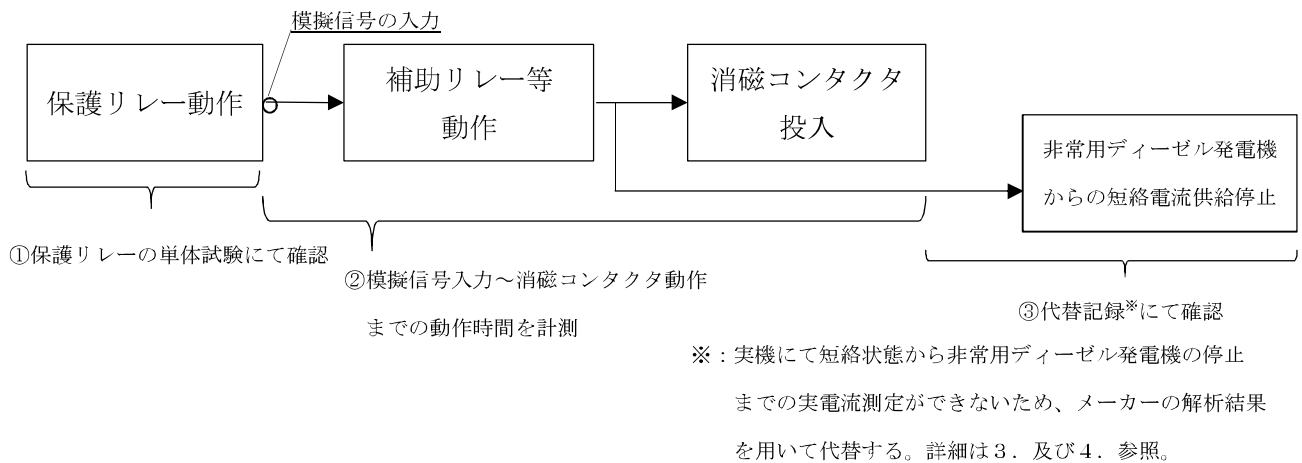 模擬信号の入力
保護リレー動作
補助リレー等
動作
消磁コンタクタ
投入
非常用ディーゼル発電機
からの短絡電流供給停止
①保護リレーの単体試験にて確認
②模擬信号入力～消磁コンタクタ動作
までの動作時間を計測
③代替記録※にて確認
※：実機にて短絡状態から非常用ディーゼル発電機の停止
までの実電流測定ができないため、メーカーの解析結果
を用いて代替する。詳細は３．及び４．参照。